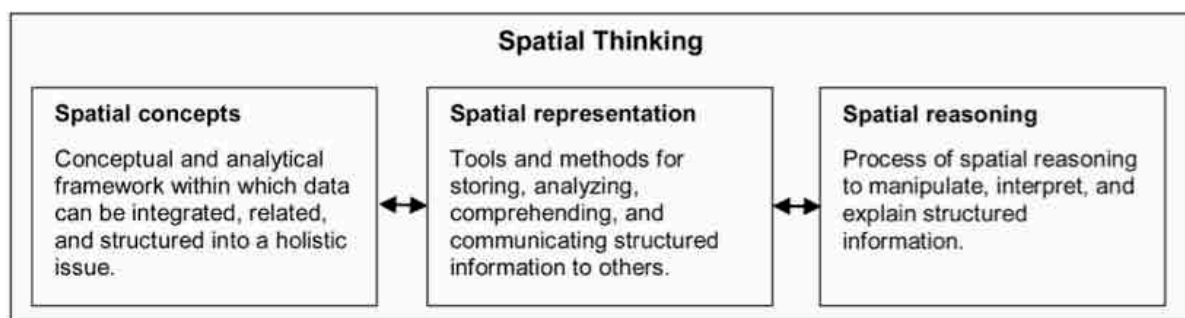 Spatial Thinking
Spatial concepts
Conceptual and analytical
framework within which data
can be integrated, related,
and structured into a holistic
issue.
Spatial representation
Tools and methods for
storing, analyzing,
comprehending, and
communicating structured
information to others.
Spatial reasoning
Process of spatial reasoning
to manipulate, interpret, and
explain structured
information.